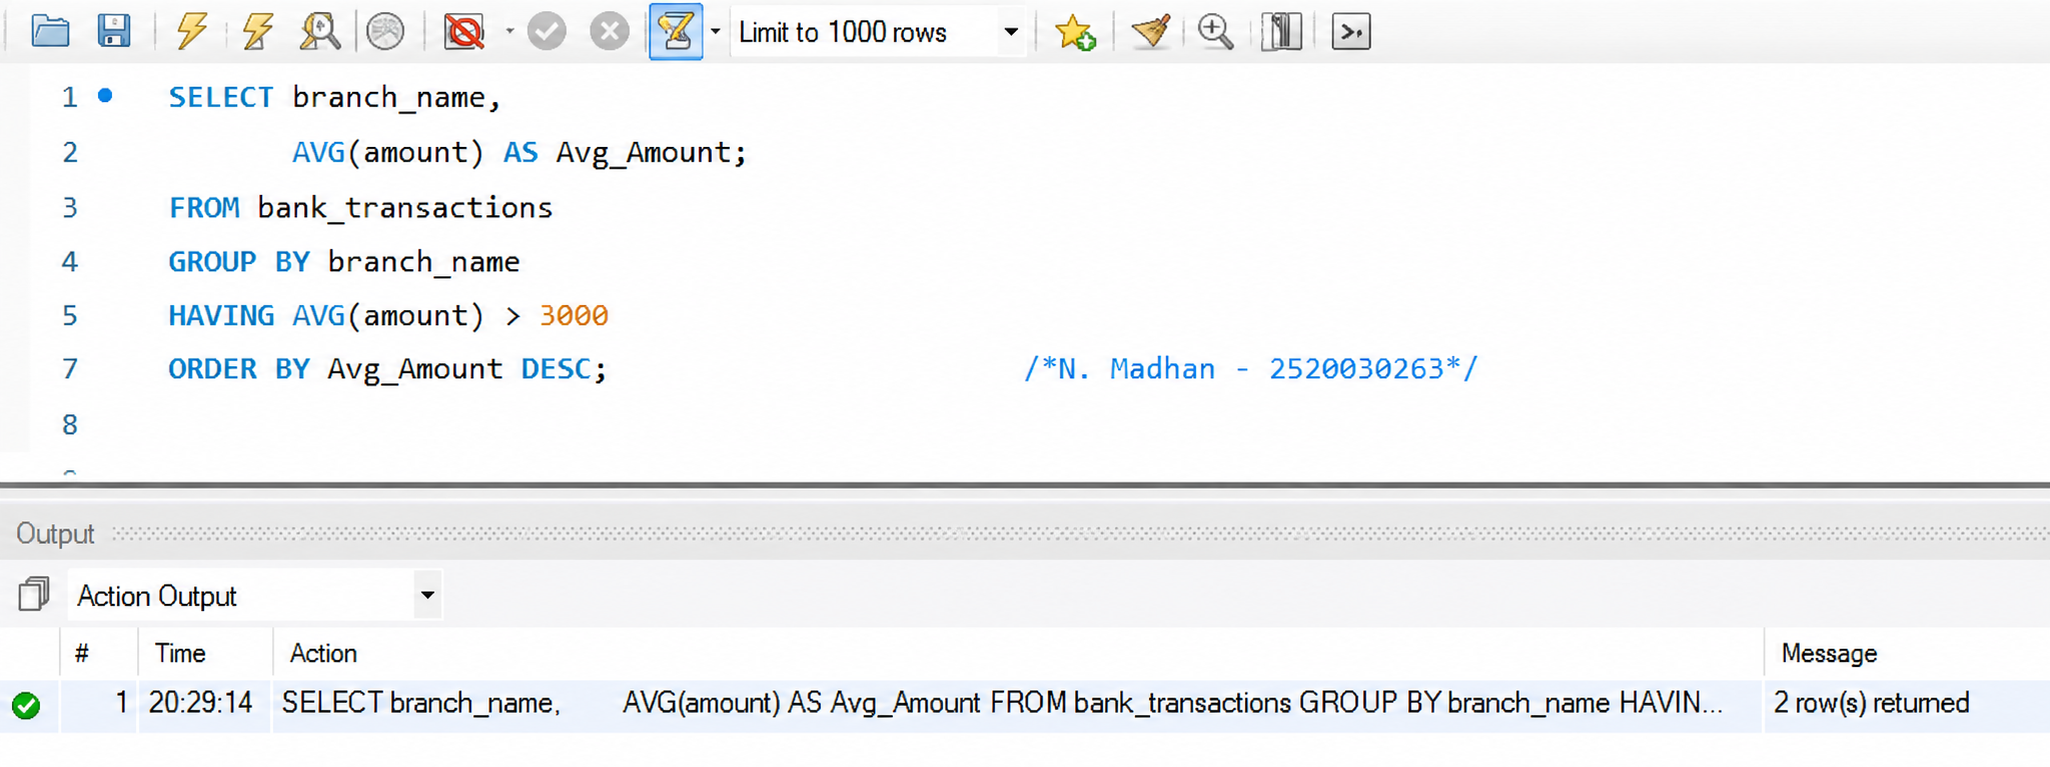 Limit to 1000 rows
1 SELECT branch_name,
2 AVG(amount) AS Avg_Amount;
3 FROM bank_transactions
4 GROUP BY branch_name
5 HAVING AVG(amount) > 3000
7 ORDER BY Avg_Amount DESC; /*N. Madhan - 2520030263*/
8
Output
Action Output
# Time Action Message
1 20:29:14 SELECT branch_name, AVG(amount) AS Avg_Amount FROM bank_transactions GROUP BY branch_name HAVIN... 2 row(s) returned